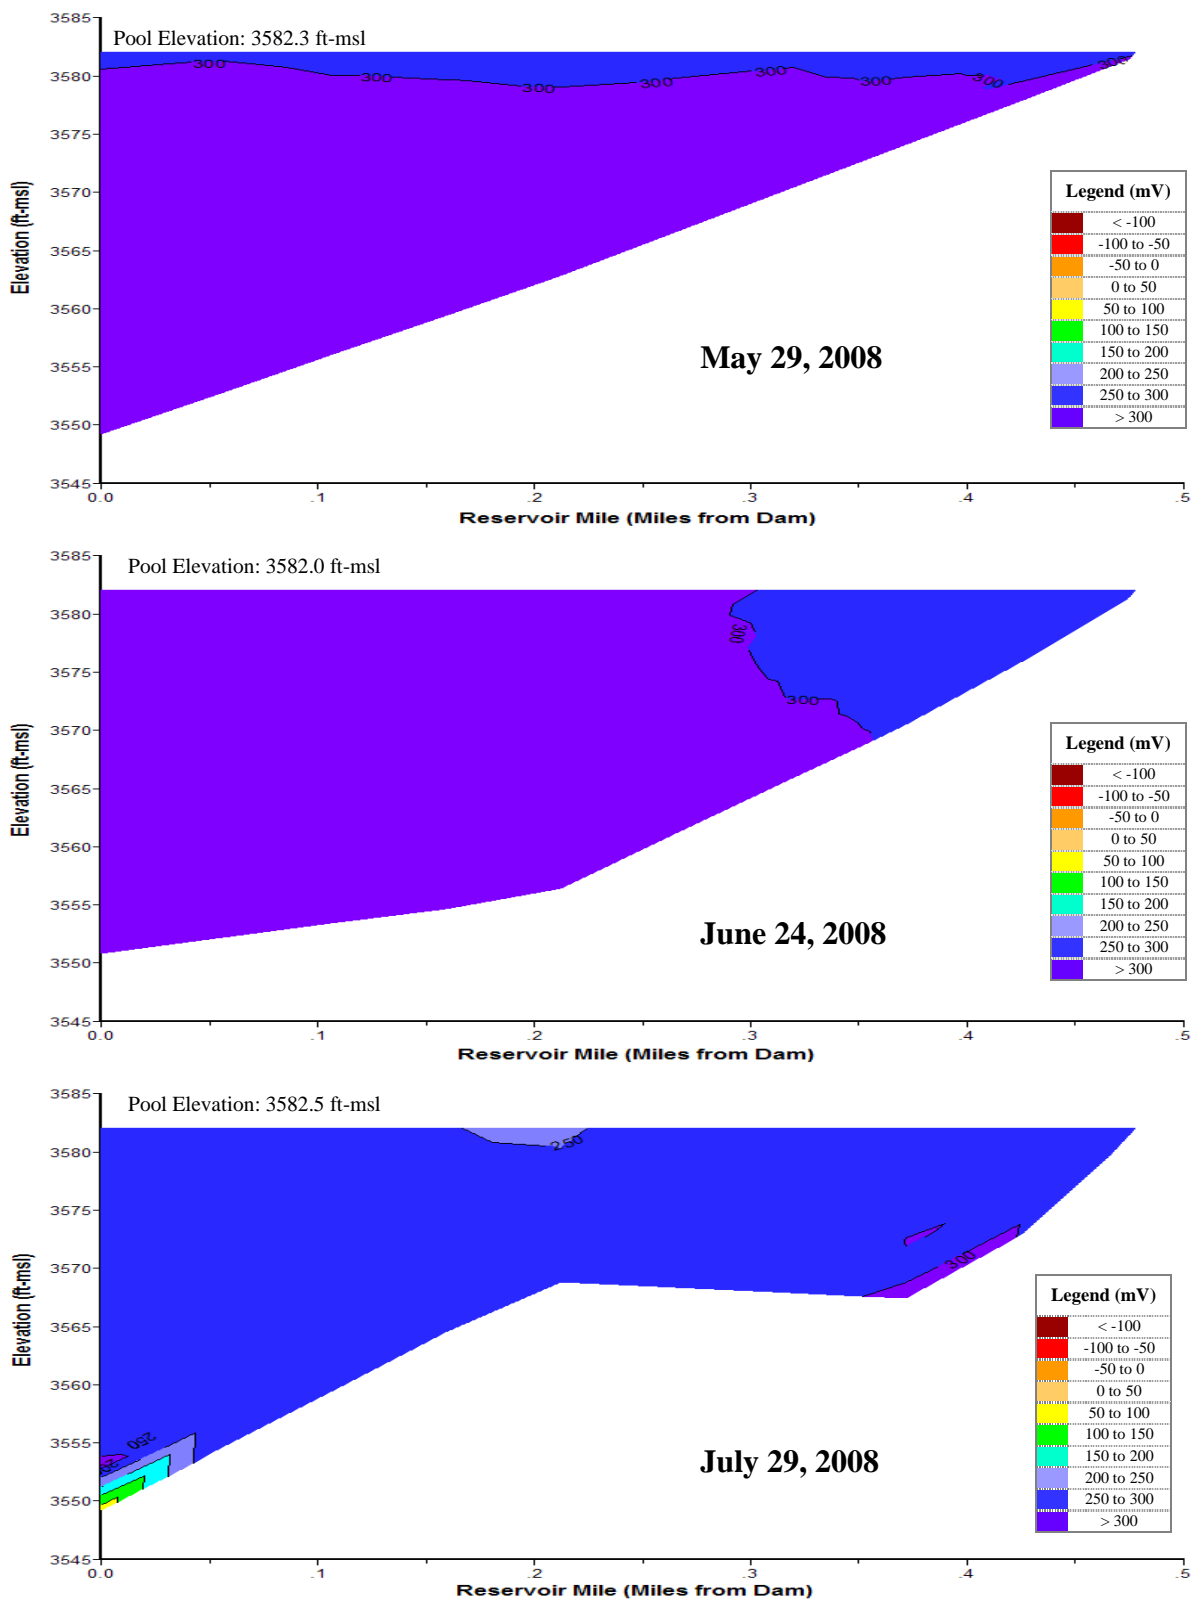 3585
Pool Elevation: 3582.3 ft-msl
300 300 300 300 300 300 300 300
3580
3575
3570
3565
3560
3555
3550
3545
Elevation (ft-msl)
Legend (mV)
< -100
-100 to -50
-50 to 0
0 to 50
50 to 100
100 to 150
150 to 200
200 to 250
250 to 300
> 300
May 29, 2008
0.0 .1 .2 .3 .4 .5
Reservoir Mile (Miles from Dam)
3585
Pool Elevation: 3582.0 ft-msl
3580
300
3575
300
3570
3565
3560
3555
3550
3545
Elevation (ft-msl)
Legend (mV)
< -100
-100 to -50
-50 to 0
0 to 50
50 to 100
100 to 150
150 to 200
200 to 250
250 to 300
> 300
June 24, 2008
0.0 .1 .2 .3 .4 .5
Reservoir Mile (Miles from Dam)
3585
Pool Elevation: 3582.5 ft-msl
250
3580
3575
300
3570
3565
3560
3555
250
3550
3545
Elevation (ft-msl)
Legend (mV)
< -100
-100 to -50
-50 to 0
0 to 50
50 to 100
100 to 150
150 to 200
200 to 250
250 to 300
> 300
July 29, 2008
0.0 .1 .2 .3 .4 .5
Reservoir Mile (Miles from Dam)